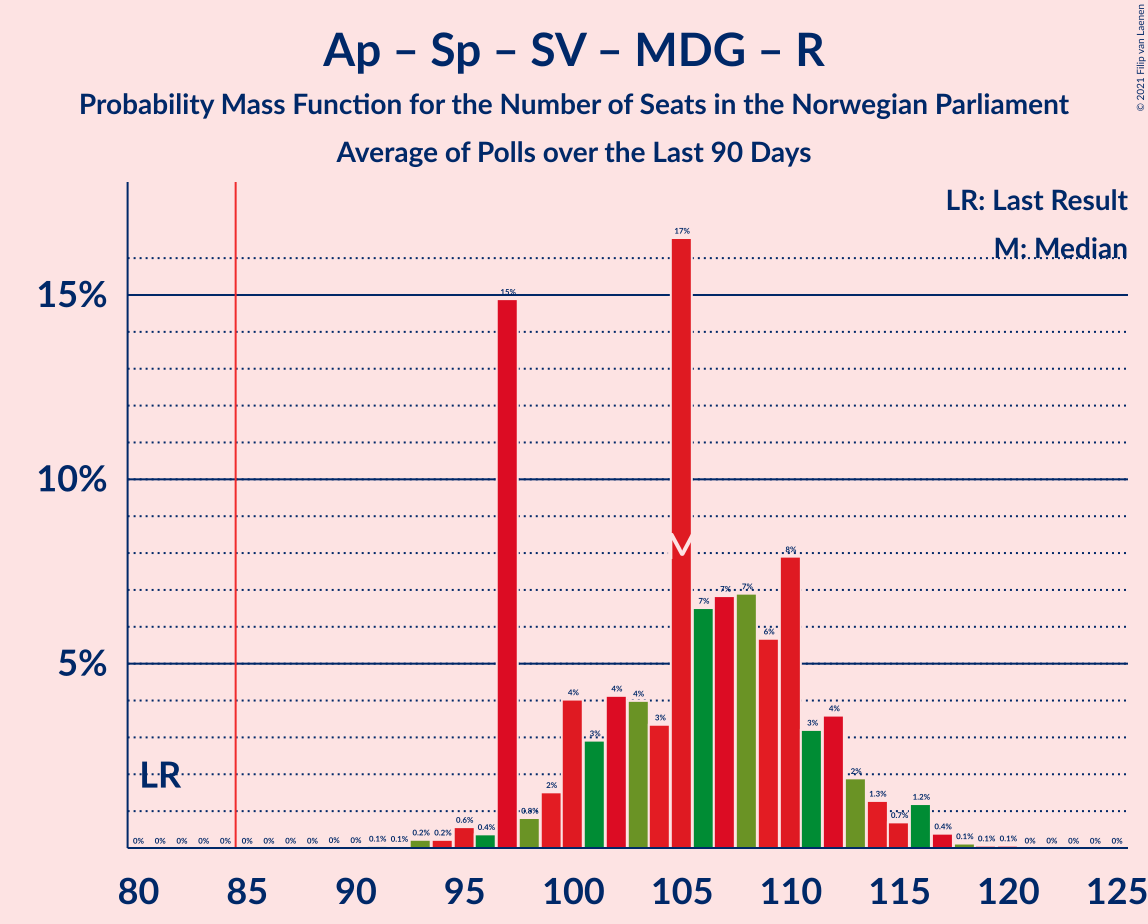 Ap – Sp – SV – MDG – R
Probability Mass Function for the Number of Seats in the Norwegian Parliament
Average of Polls over the Last 90 Days
© 2021 Filip van Laenen
LR: Last Result
M: Median
15%
10%
5%
LR
0% 0% 0% 0% 0% 0% 0% 0% 0% 0% 0% 0.1% 0.1% 0.2% 0.2% 0.6% 0.4% 15% 0.8% 2% 4% 3% 4% 4% 3% 17% 7% 7% 7% 6% 8% 3% 4% 2% 1.3% 0.7% 1.2% 0.4% 0.1% 0.1% 0.1% 0% 0% 0% 0% 0%
80 85 90 95 100 105 110 115 120 125